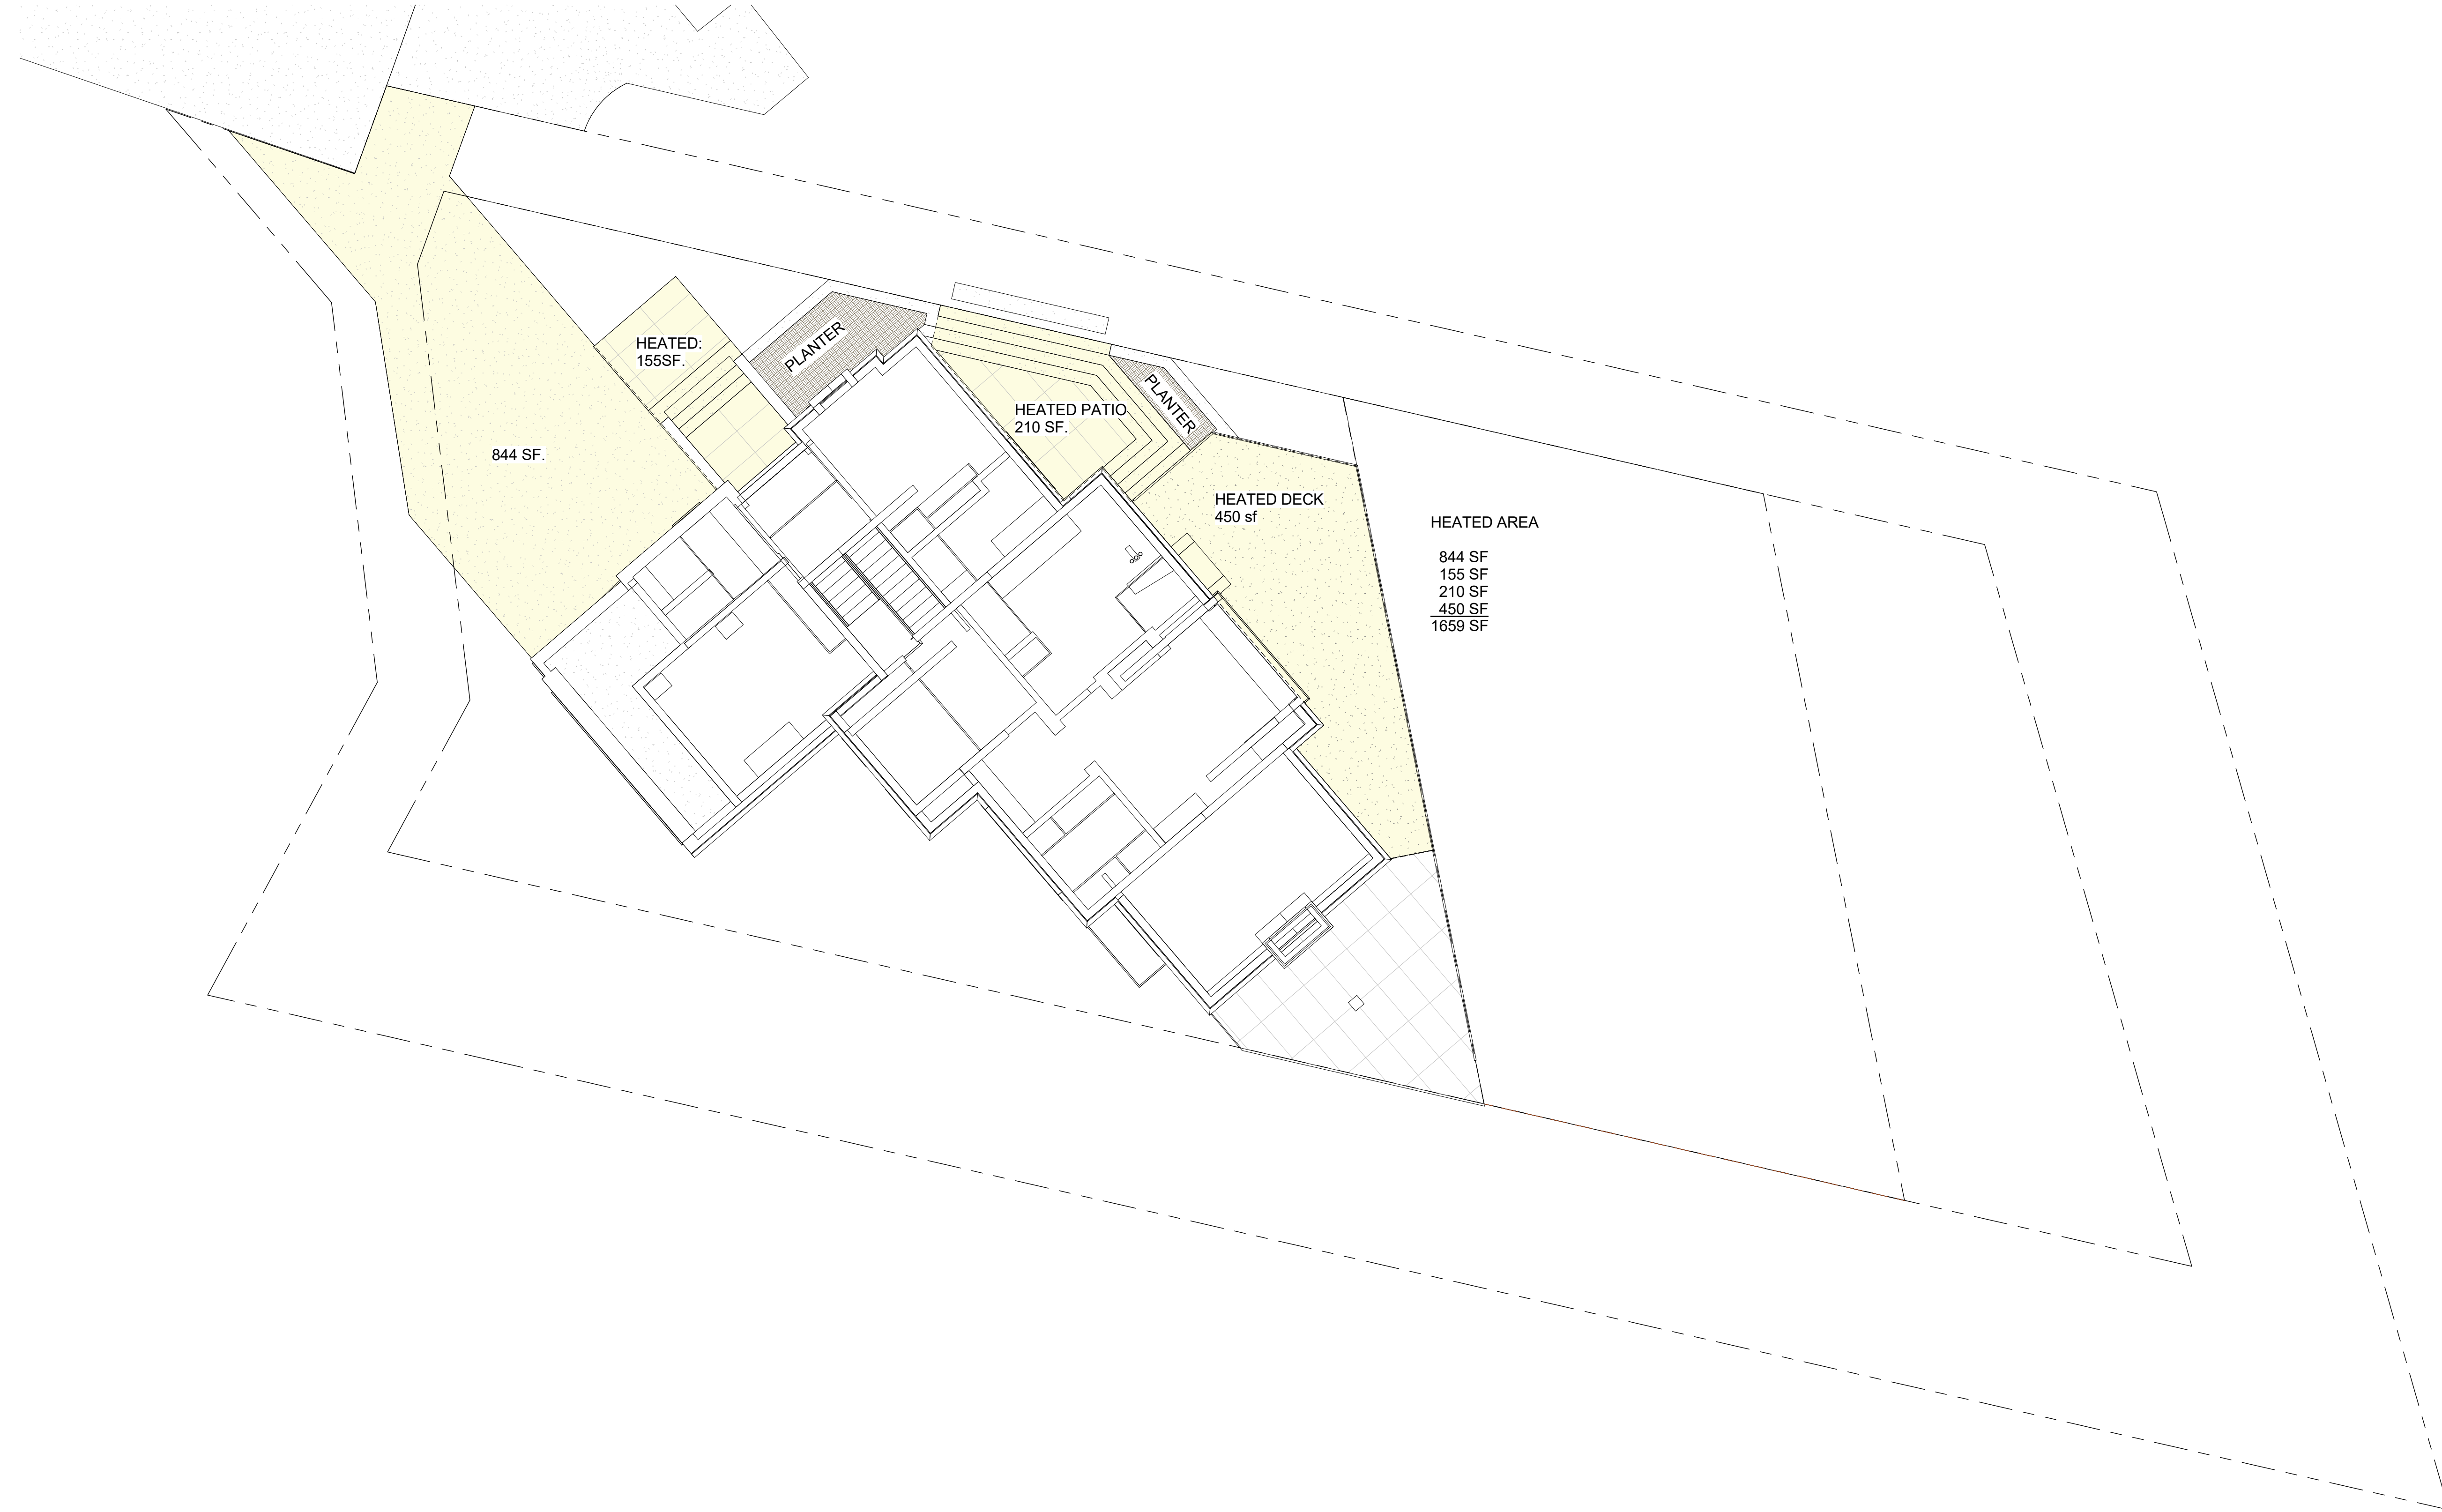 HEATED:
155SF.
PLANTER
844 SF.
HEATED PATIO
210 SF.
PLANTER
HEATED DECK
450 sf
HEATED AREA
844 SF
155 SF
210 SF
450 SF
1659 SF